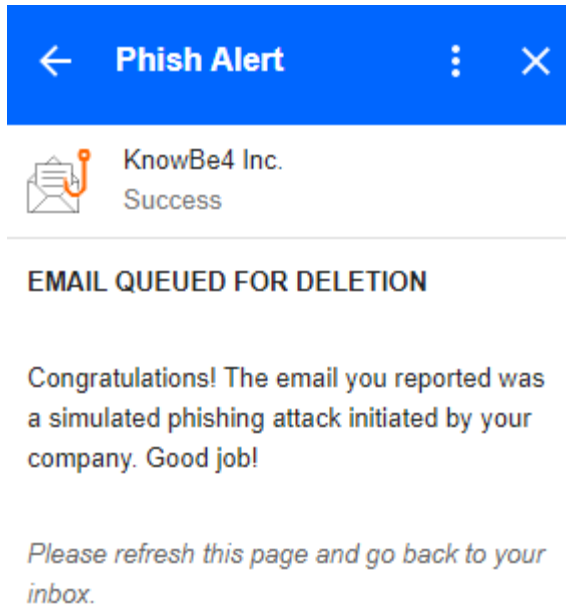 Phish Alert
KnowBe4 Inc.
Success
EMAIL QUEUED FOR DELETION
Congratulations! The email you reported was
a simulated phishing attack initiated by your
company. Good job!
Please refresh this page and go back to your
inbox.